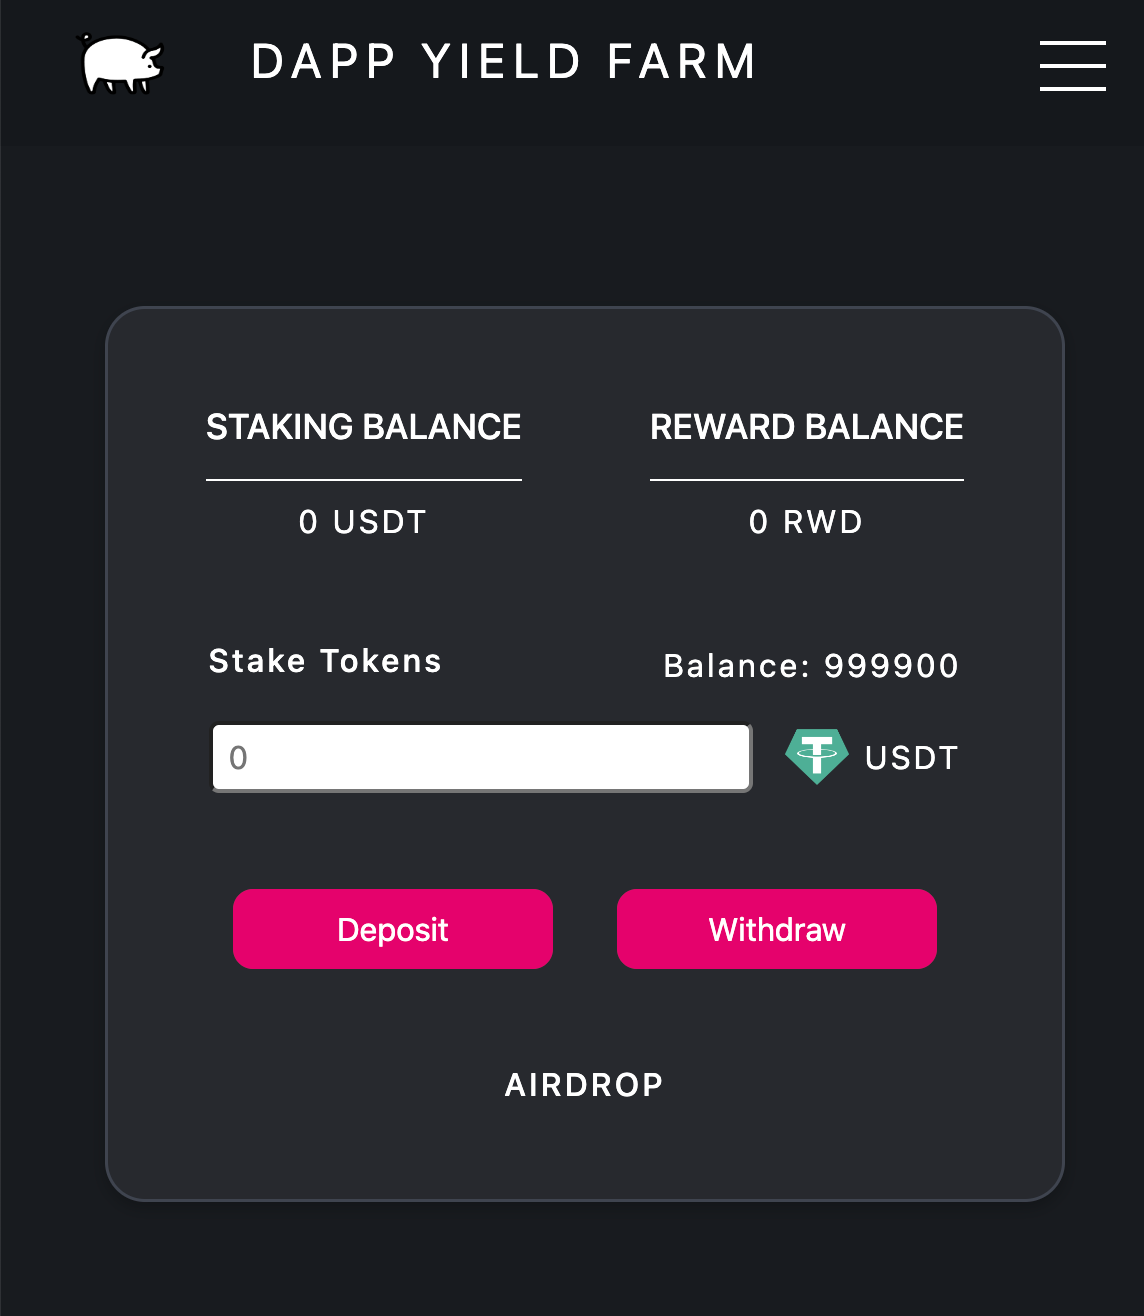 DAPP YIELD FARM
STAKING BALANCE
REWARD BALANCE
0 USDT
0 RWD
Stake Tokens
Balance: 999900
0
USDT
Deposit
Withdraw
AIRDROP